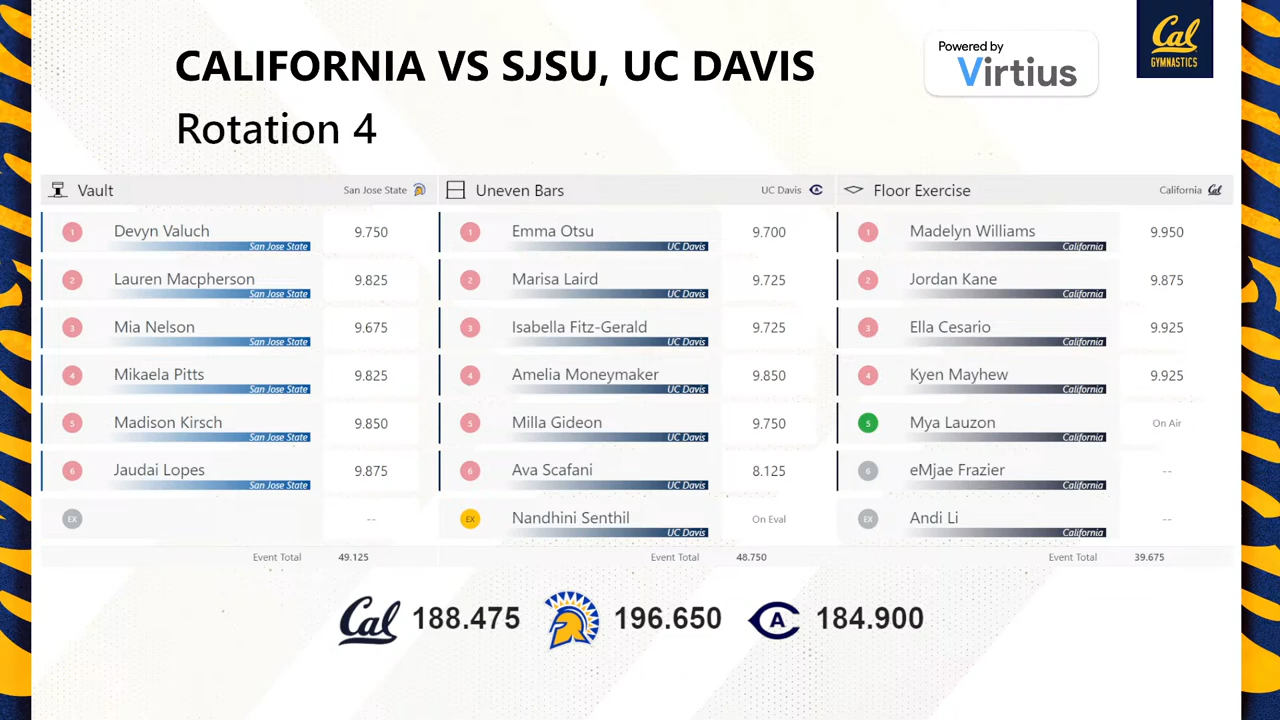 CALIFORNIA VS SJSU, UC DAVIS
Rotation 4
Powered by
Virtius
Cal
GYMNASTICS
Vault San Jose State
1 Devyn Valuch 9.750
San Jose State
2 Lauren Macpherson 9.825
San Jose State
3 Mia Nelson 9.675
San Jose State
4 Mikaela Pitts 9.825
San Jose State
5 Madison Kirsch 9.850
San Jose State
6 Jaudai Lopes 9.875
San Jose State
EX --
Event Total 49.125
Uneven Bars UC Davis
1 Emma Otsu 9.700
UC Davis
2 Marisa Laird 9.725
UC Davis
3 Isabella Fitz-Gerald 9.725
UC Davis
4 Amelia Moneymaker 9.850
UC Davis
5 Milla Gideon 9.750
UC Davis
6 Ava Scafani 8.125
UC Davis
EX Nandhini Senthil On Eval
UC Davis
Event Total 48.750
Floor Exercise California Cal
1 Madelyn Williams 9.950
California
2 Jordan Kane 9.875
California
3 Ella Cesario 9.925
California
4 Kyen Mayhew 9.925
California
5 Mya Lauzon On Air
California
6 eMjae Frazier --
California
EX Andi Li --
California
Event Total 39.675
Cal 188.475 196.650 CA 184.900